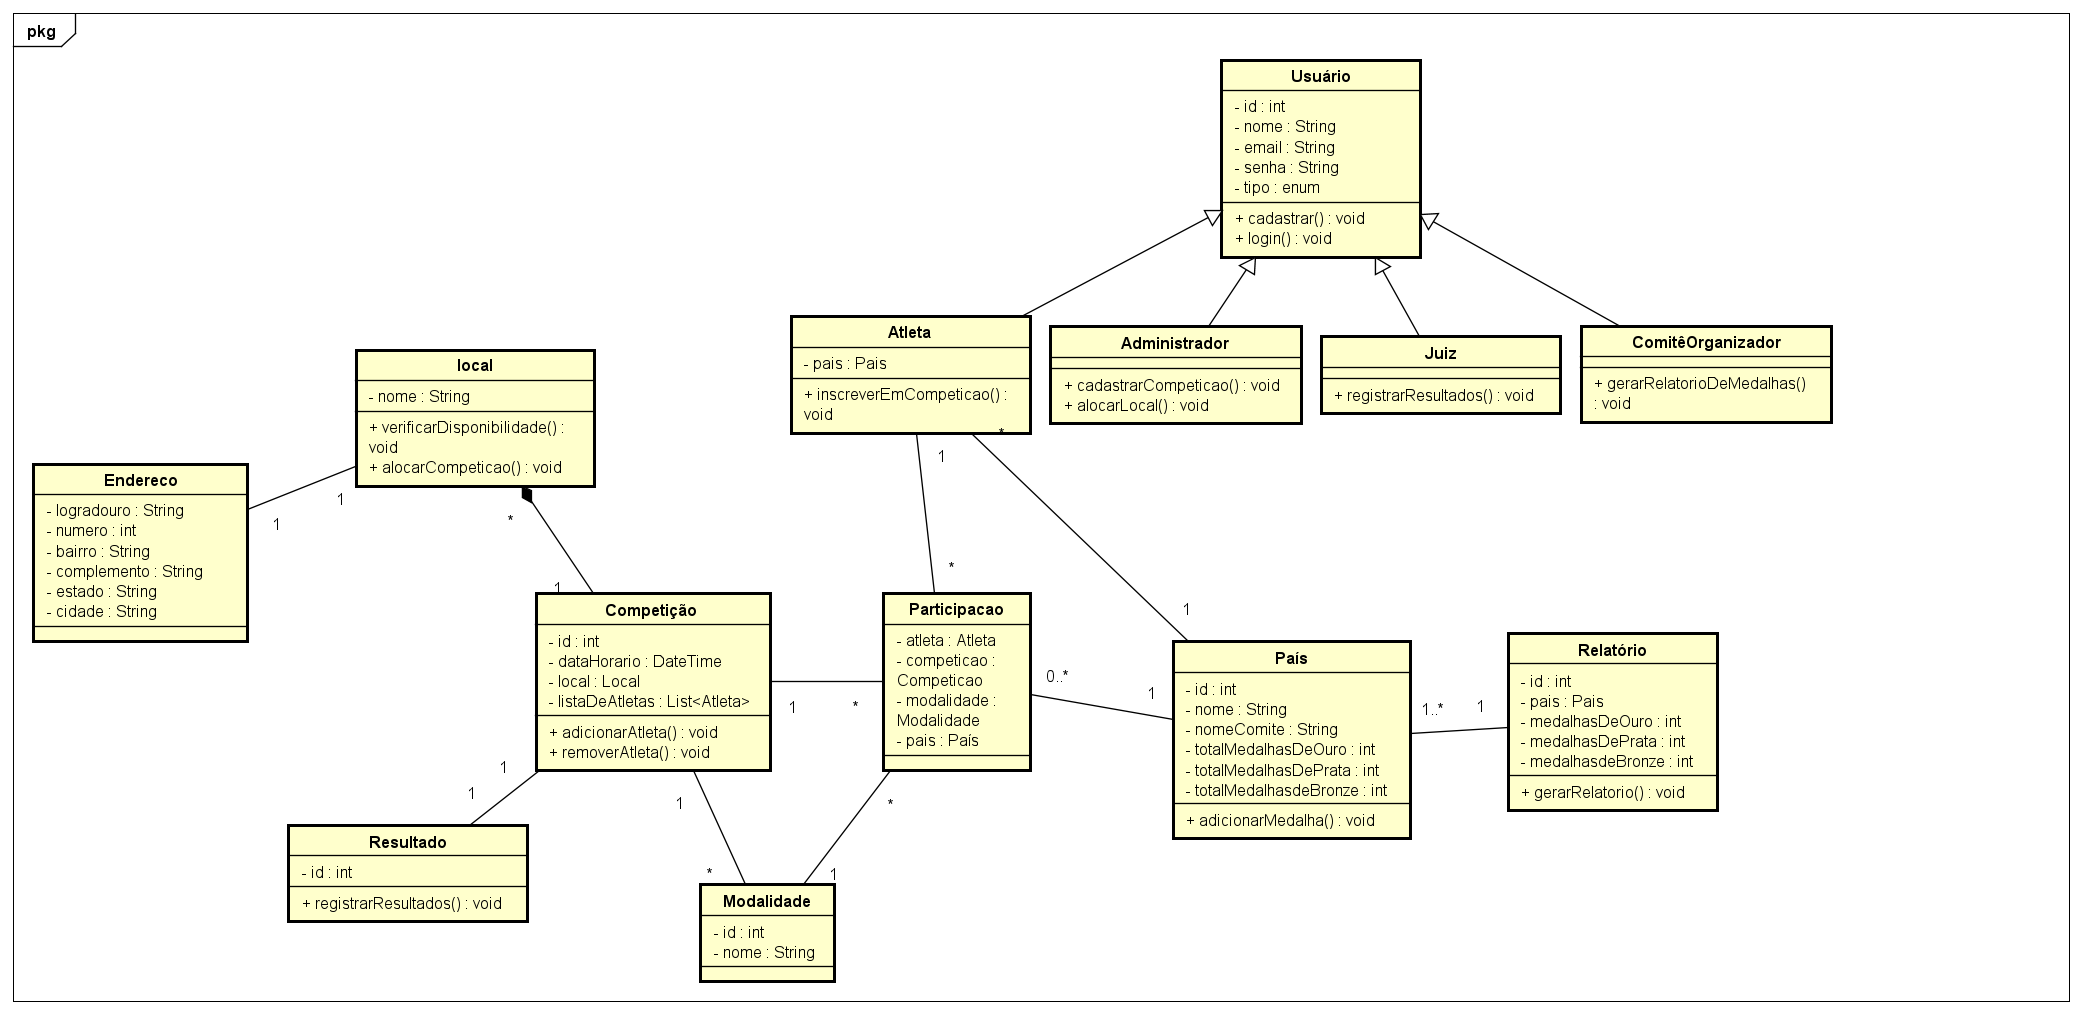 pkg
Usuário
- id : int
- nome : String
- email : String
- senha : String
- tipo : enum
+ cadastrar() : void
+ login() : void
Atleta
- pais : Pais
+ inscreverEmCompeticao() :
void
Administrador
+ cadastrarCompeticao() : void
+ alocarLocal() : void
Juiz
+ registrarResultados() : void
ComitêOrganizador
+ gerarRelatorioDeMedalhas()
: void
local
- nome : String
+ verificarDisponibilidade() :
void
+ alocarCompeticao() : void
Endereco
- logradouro : String
- numero : int
- bairro : String
- complemento : String
- estado : String
- cidade : String
1
1
*
1
Competição
- id : int
- dataHorario : DateTime
- local : Local
- listaDeAtletas : List<Atleta>
+ adicionarAtleta() : void
+ removerAtleta() : void
1
*
*
1
Participacao
- atleta : Atleta
- competicao :
Competicao
- modalidade :
Modalidade
- pais : País
1
*
0..*
1
País
- id : int
- nome : String
- nomeComite : String
- totalMedalhasDeOuro : int
- totalMedalhasDePrata : int
- totalMedalhasdeBronze : int
+ adicionarMedalha() : void
1..*
1
Relatório
- id : int
- pais : Pais
- medalhasDeOuro : int
- medalhasDePrata : int
- medalhasdeBronze : int
+ gerarRelatorio() : void
1
1
Resultado
- id : int
+ registrarResultados() : void
1
*
*
1
Modalidade
- id : int
- nome : String